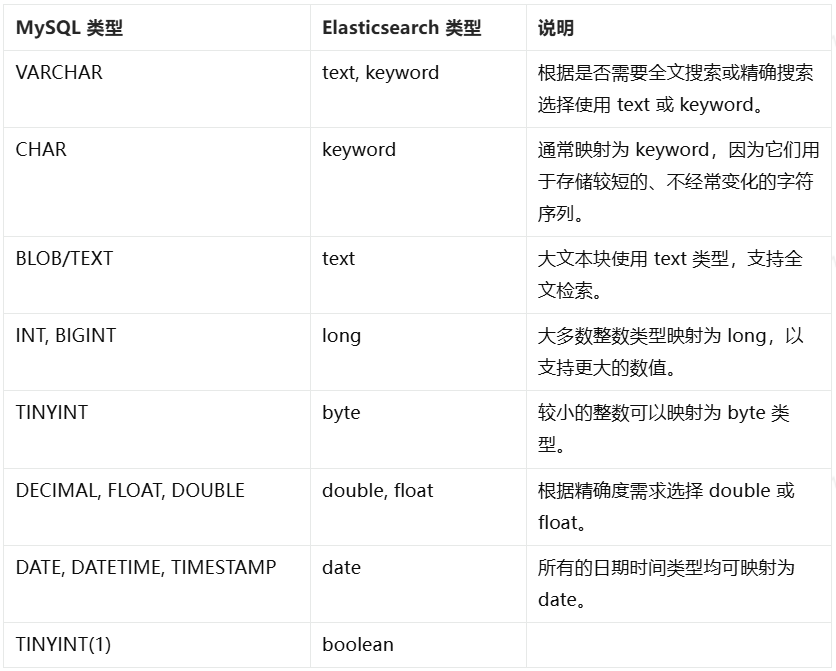 MySQL 类型 Elasticsearch 类型 说明
VARCHAR text, keyword 根据是否需要全文搜索或精确搜索
选择使用 text 或 keyword。
CHAR keyword 通常映射为 keyword，因为它们用
于存储较短的、不经常变化的字符
序列。
BLOB/TEXT text 大文本块使用 text 类型，支持全
文检索。
INT, BIGINT long 大多数整数类型映射为 long，以
支持更大的数值。
TINYINT byte 较小的整数可以映射为 byte 类
型。
DECIMAL, FLOAT, DOUBLE double, float 根据精确度需求选择 double 或
float。
DATE, DATETIME, TIMESTAMP date 所有的日期时间类型均可映射为
date。
TINYINT(1) boolean